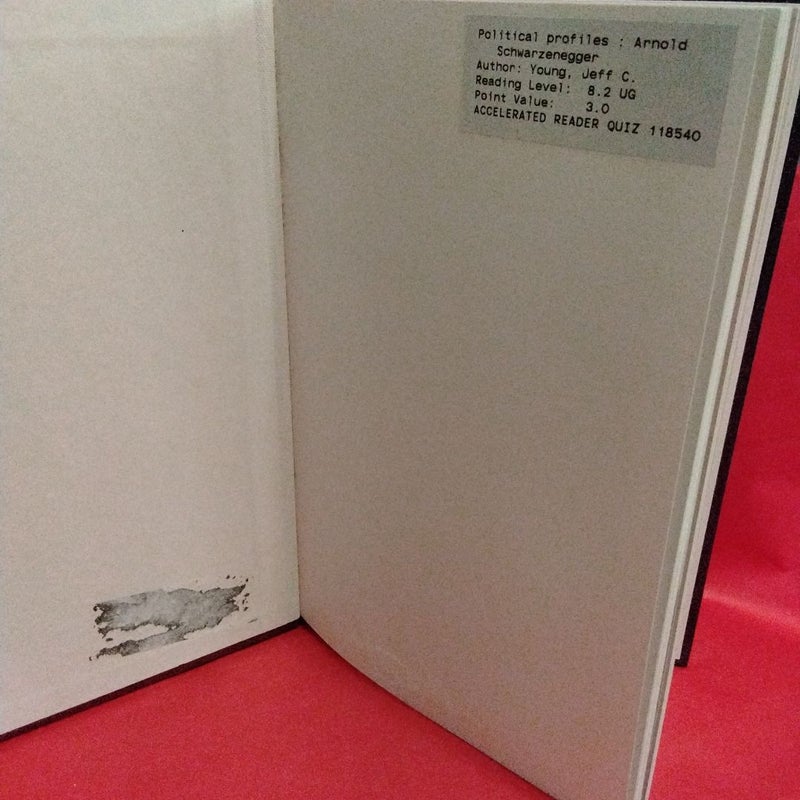 Political profiles : Arnold
Schwarzenegger
Author: Young, Jeff C.
Reading Level: 8.2 UG
Point Value: 3.0
ACCELERATED READER QUIZ 118540